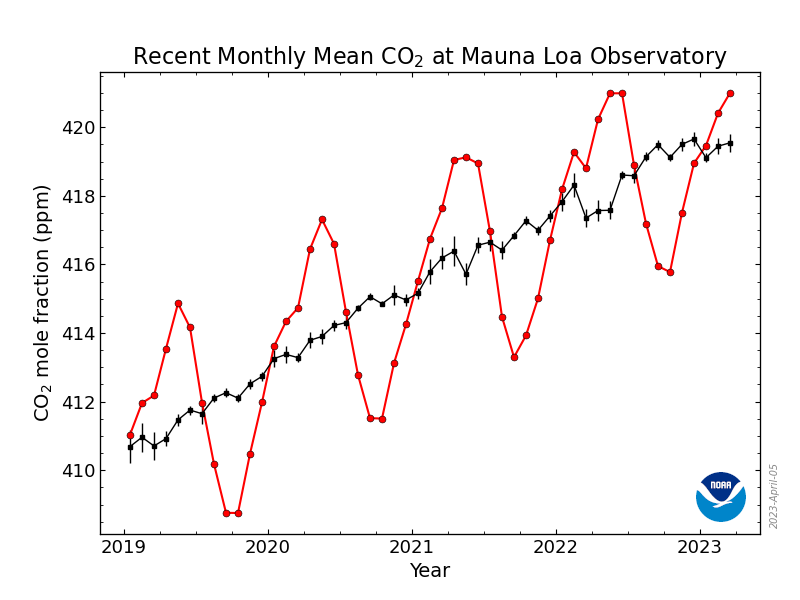 Recent Monthly Mean CO₂ at Mauna Loa Observatory
CO₂ mole fraction (ppm)
420
418
416
414
412
410
2019 2020 2021 2022 2023
Year
NOAA
2023-April-05